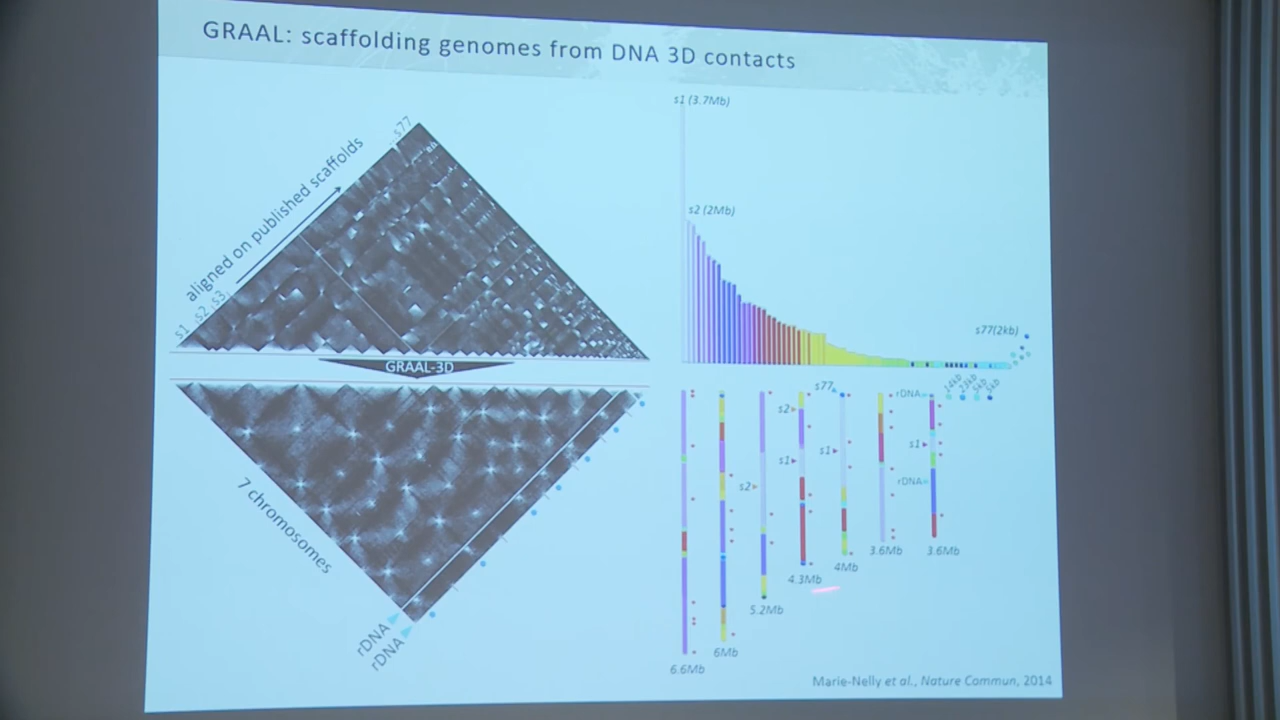 GRAAL: scaffolding genomes from DNA 3D contacts
aligned on published scaffolds
s1 s2 s3
s77
GRAAL-3D
7 chromosomes
rDNA
rDNA
s1 (3.7Mb)
s2 (2Mb)
s77(2kb)
14kb
23kb
s77
s2
s1
s2
s1
rDNA
s1
rDNA
6.6Mb
6Mb
5.2Mb
4.3Mb
4Mb
3.6Mb
3.6Mb
Marie-Nelly et al., Nature Commun, 2014